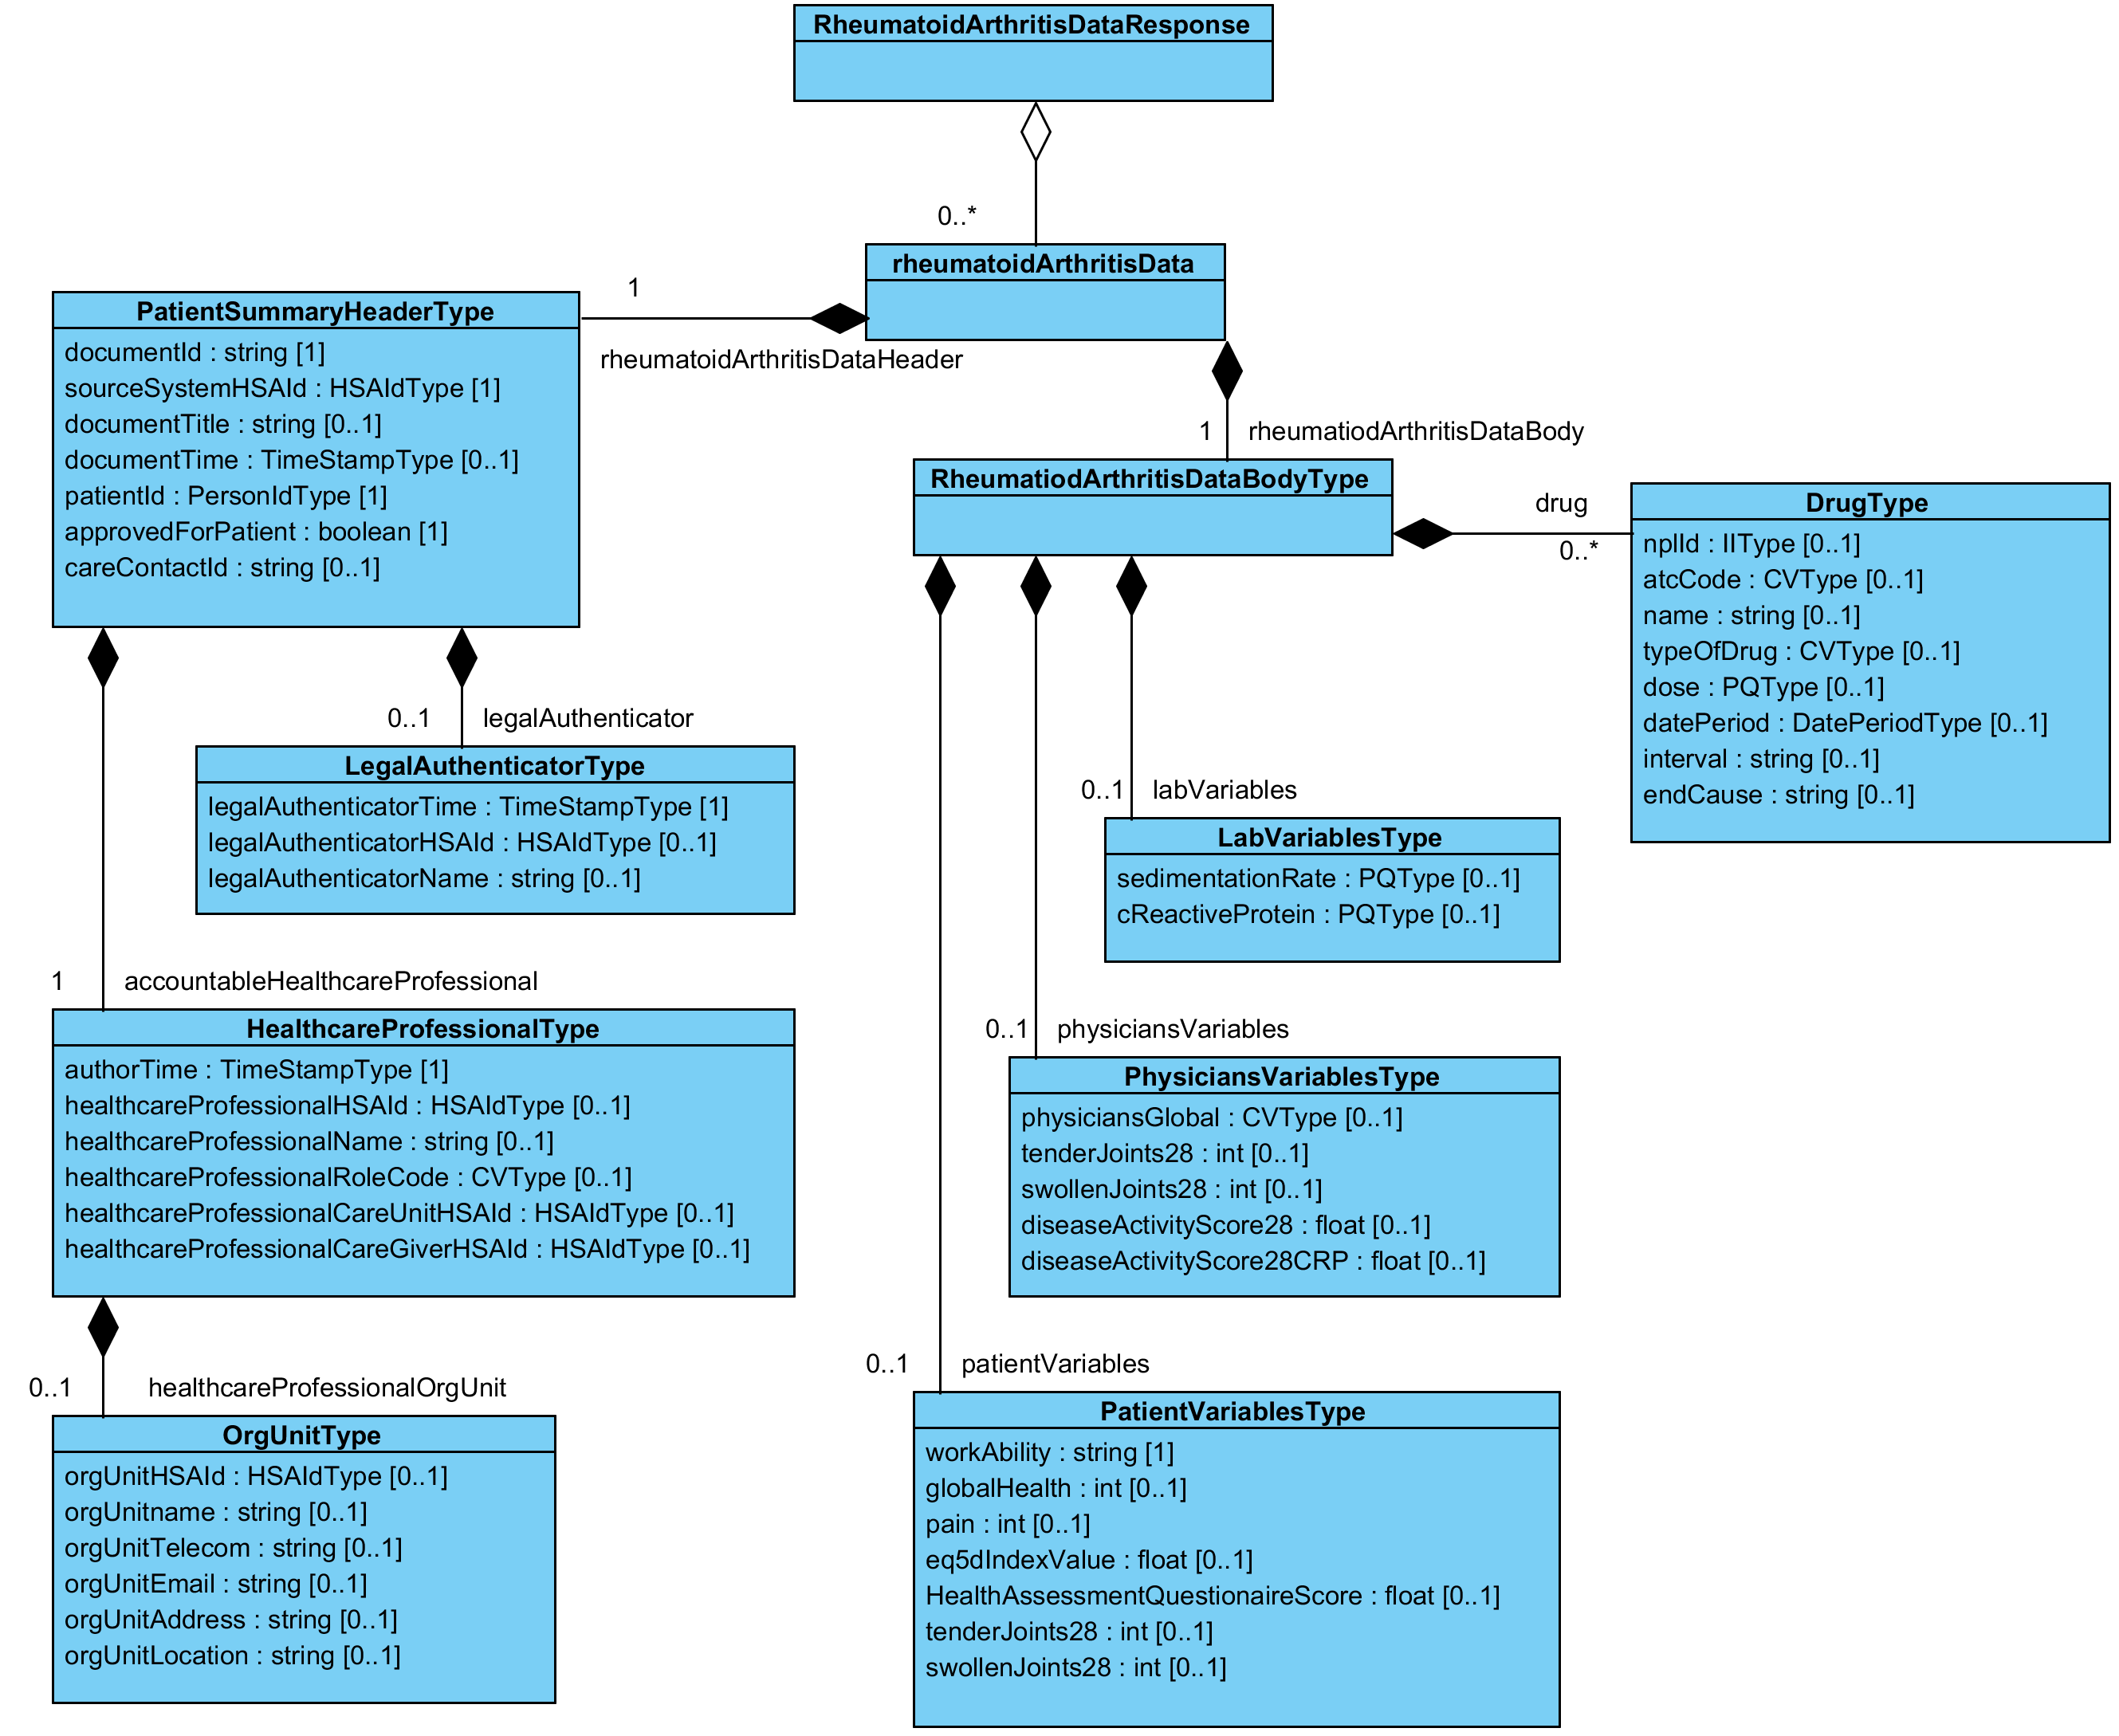 RheumatoidArthritisDataResponse
0..*
rheumatoidArthritisData
1
rheumatoidArthritisDataHeader
PatientSummaryHeaderType
documentId : string [1]
sourceSystemHSAId : HSAIdType [1]
documentTitle : string [0..1]
documentTime : TimeStampType [0..1]
patientId : PersonIdType [1]
approvedForPatient : boolean [1]
careContactId : string [0..1]
1 rheumatiodArthritisDataBody
RheumatiodArthritisDataBodyType
drug
0..*
DrugType
nplId : IIType [0..1]
atcCode : CVType [0..1]
name : string [0..1]
typeOfDrug : CVType [0..1]
dose : PQType [0..1]
datePeriod : DatePeriodType [0..1]
interval : string [0..1]
endCause : string [0..1]
0..1 legalAuthenticator
LegalAuthenticatorType
legalAuthenticatorTime : TimeStampType [1]
legalAuthenticatorHSAId : HSAIdType [0..1]
legalAuthenticatorName : string [0..1]
0..1 labVariables
LabVariablesType
sedimentationRate : PQType [0..1]
cReactiveProtein : PQType [0..1]
1 accountableHealthcareProfessional
HealthcareProfessionalType
authorTime : TimeStampType [1]
healthcareProfessionalHSAId : HSAIdType [0..1]
healthcareProfessionalName : string [0..1]
healthcareProfessionalRoleCode : CVType [0..1]
healthcareProfessionalCareUnitHSAId : HSAIdType [0..1]
healthcareProfessionalCareGiverHSAId : HSAIdType [0..1]
0..1 physiciansVariables
PhysiciansVariablesType
physiciansGlobal : CVType [0..1]
tenderJoints28 : int [0..1]
swollenJoints28 : int [0..1]
diseaseActivityScore28 : float [0..1]
diseaseActivityScore28CRP : float [0..1]
0..1 healthcareProfessionalOrgUnit
OrgUnitType
orgUnitHSAId : HSAIdType [0..1]
orgUnitname : string [0..1]
orgUnitTelecom : string [0..1]
orgUnitEmail : string [0..1]
orgUnitAddress : string [0..1]
orgUnitLocation : string [0..1]
0..1 patientVariables
PatientVariablesType
workAbility : string [1]
globalHealth : int [0..1]
pain : int [0..1]
eq5dIndexValue : float [0..1]
HealthAssessmentQuestionaireScore : float [0..1]
tenderJoints28 : int [0..1]
swollenJoints28 : int [0..1]